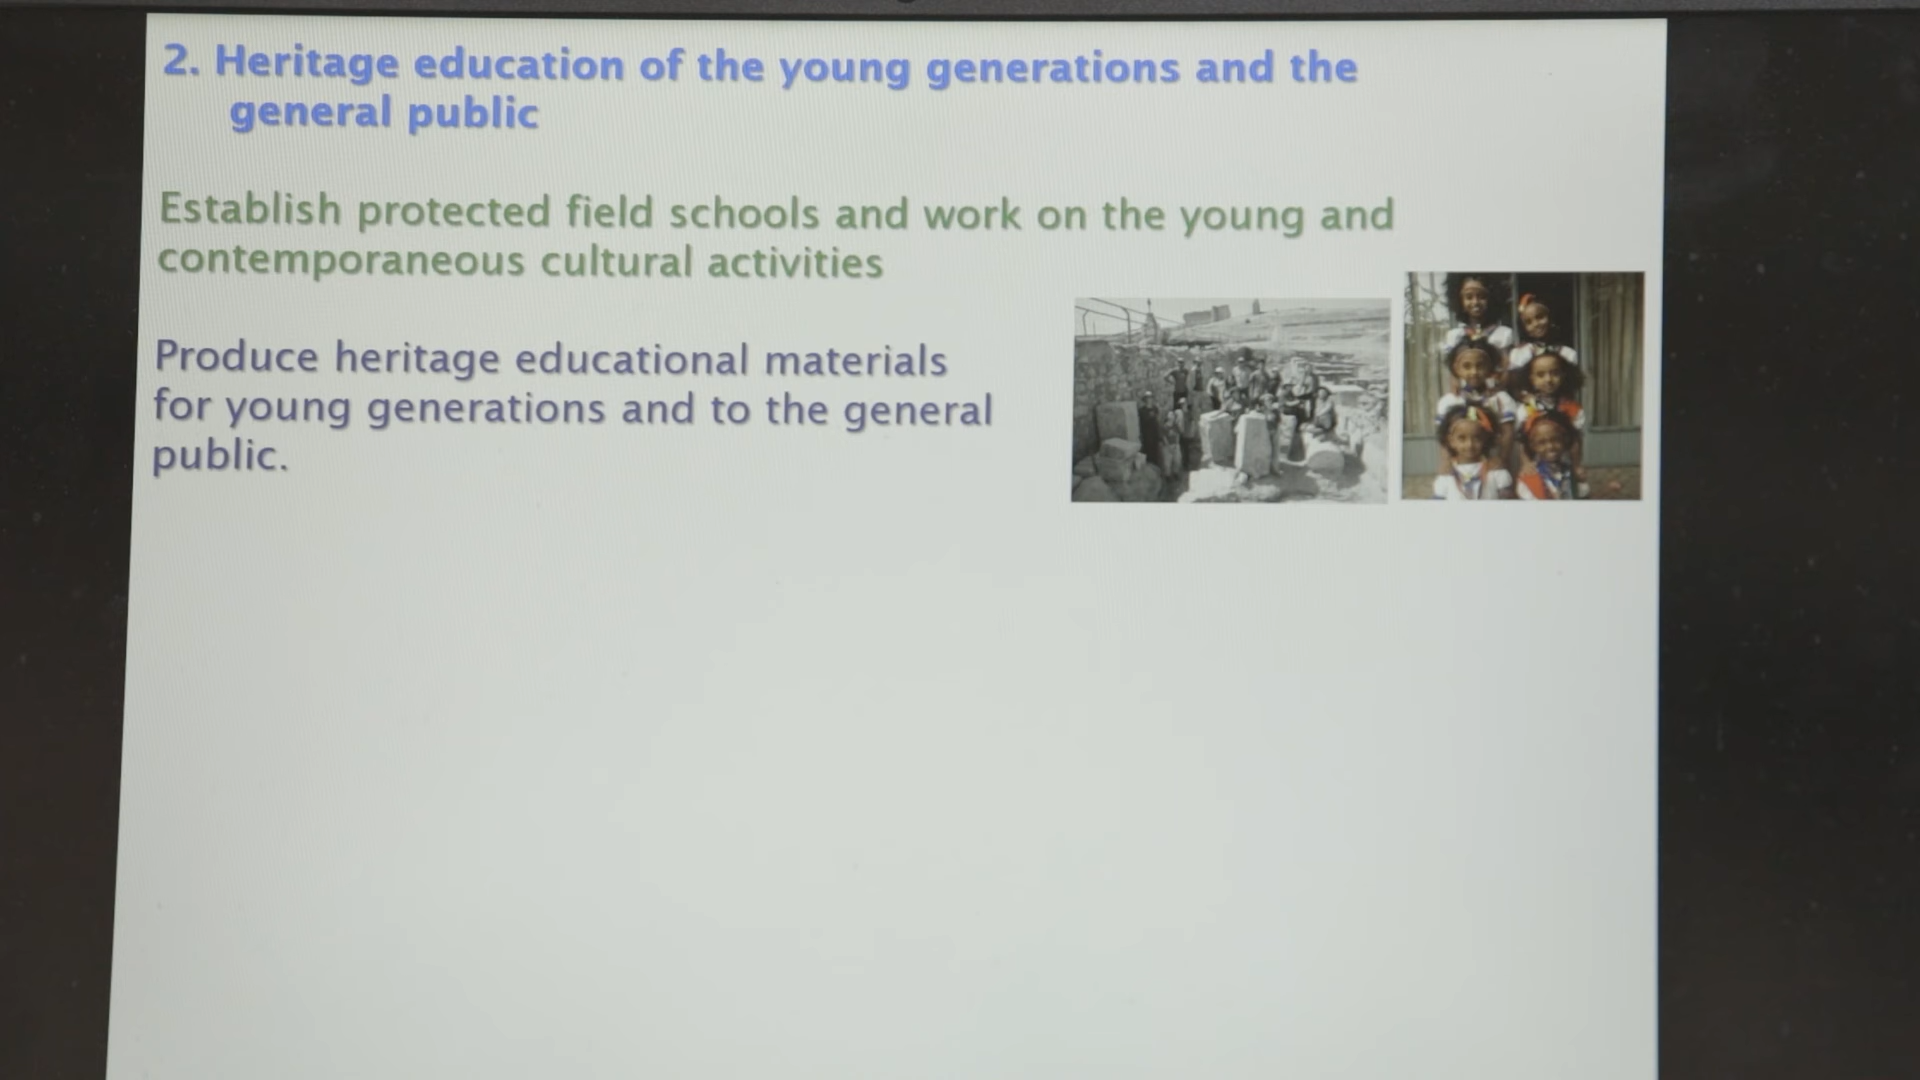 2. Heritage education of the young generations and the
general public
Establish protected field schools and work on the young and
contemporaneous cultural activities
Produce heritage educational materials
for young generations and to the general
public.